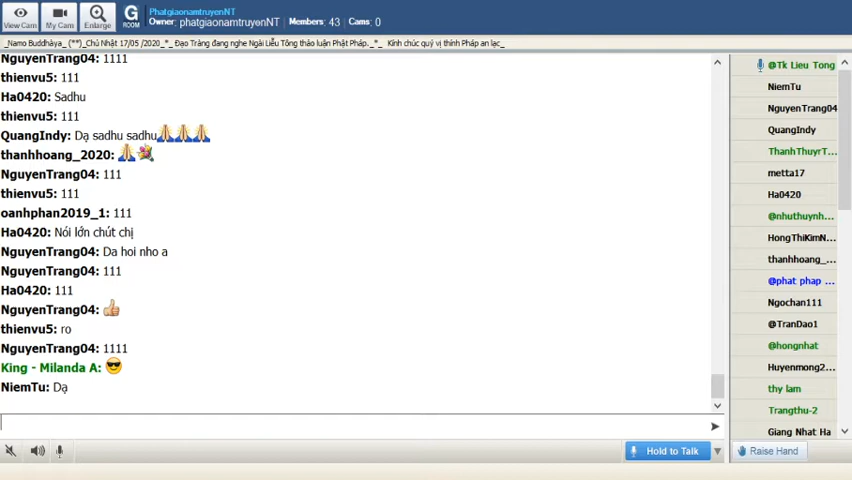 View Cam
My Cam
Enlarge
G
ROOM
PhatgiaonamtruyenNT
Owner: phatgiaonamtruyenNT Members: 43 Cams: 0
_Namo Buddhàya_ (**)_Chủ Nhật 17/05 /2020_*_ Đạo Tràng đang nghe Ngài Liễu Tông thảo luận Phật Pháp._*_ Kính chúc quý vị thính Pháp an lạc_
NguyenTrang04: 1111
thienvu5: 111
Ha0420: Sadhu
thienvu5: 111
QuangIndy: Dạ sadhu sadhu
thanhhoang_2020:
NguyenTrang04: 111
thienvu5: 111
oanhphan2019_1: 111
Ha0420: Nói lớn chút chị
NguyenTrang04: Da hoi nho a
NguyenTrang04: 111
Ha0420: 111
NguyenTrang04:
thienvu5: ro
NguyenTrang04: 1111
King - Milanda A:
NiemTu: Dạ
@Tk Lieu Tong
NiemTu
NguyenTrang04
QuangIndy
ThanhThuyrT...
metta17
Ha0420
@nhuthuynh...
HongThiKimN...
thanhhoang_...
@phat phap ...
Ngochan111
@TranDao1
@hongnhat
Huyenmong2...
thy lam
Trangthu-2
Giang Nhat Ha
Hold to Talk
Raise Hand